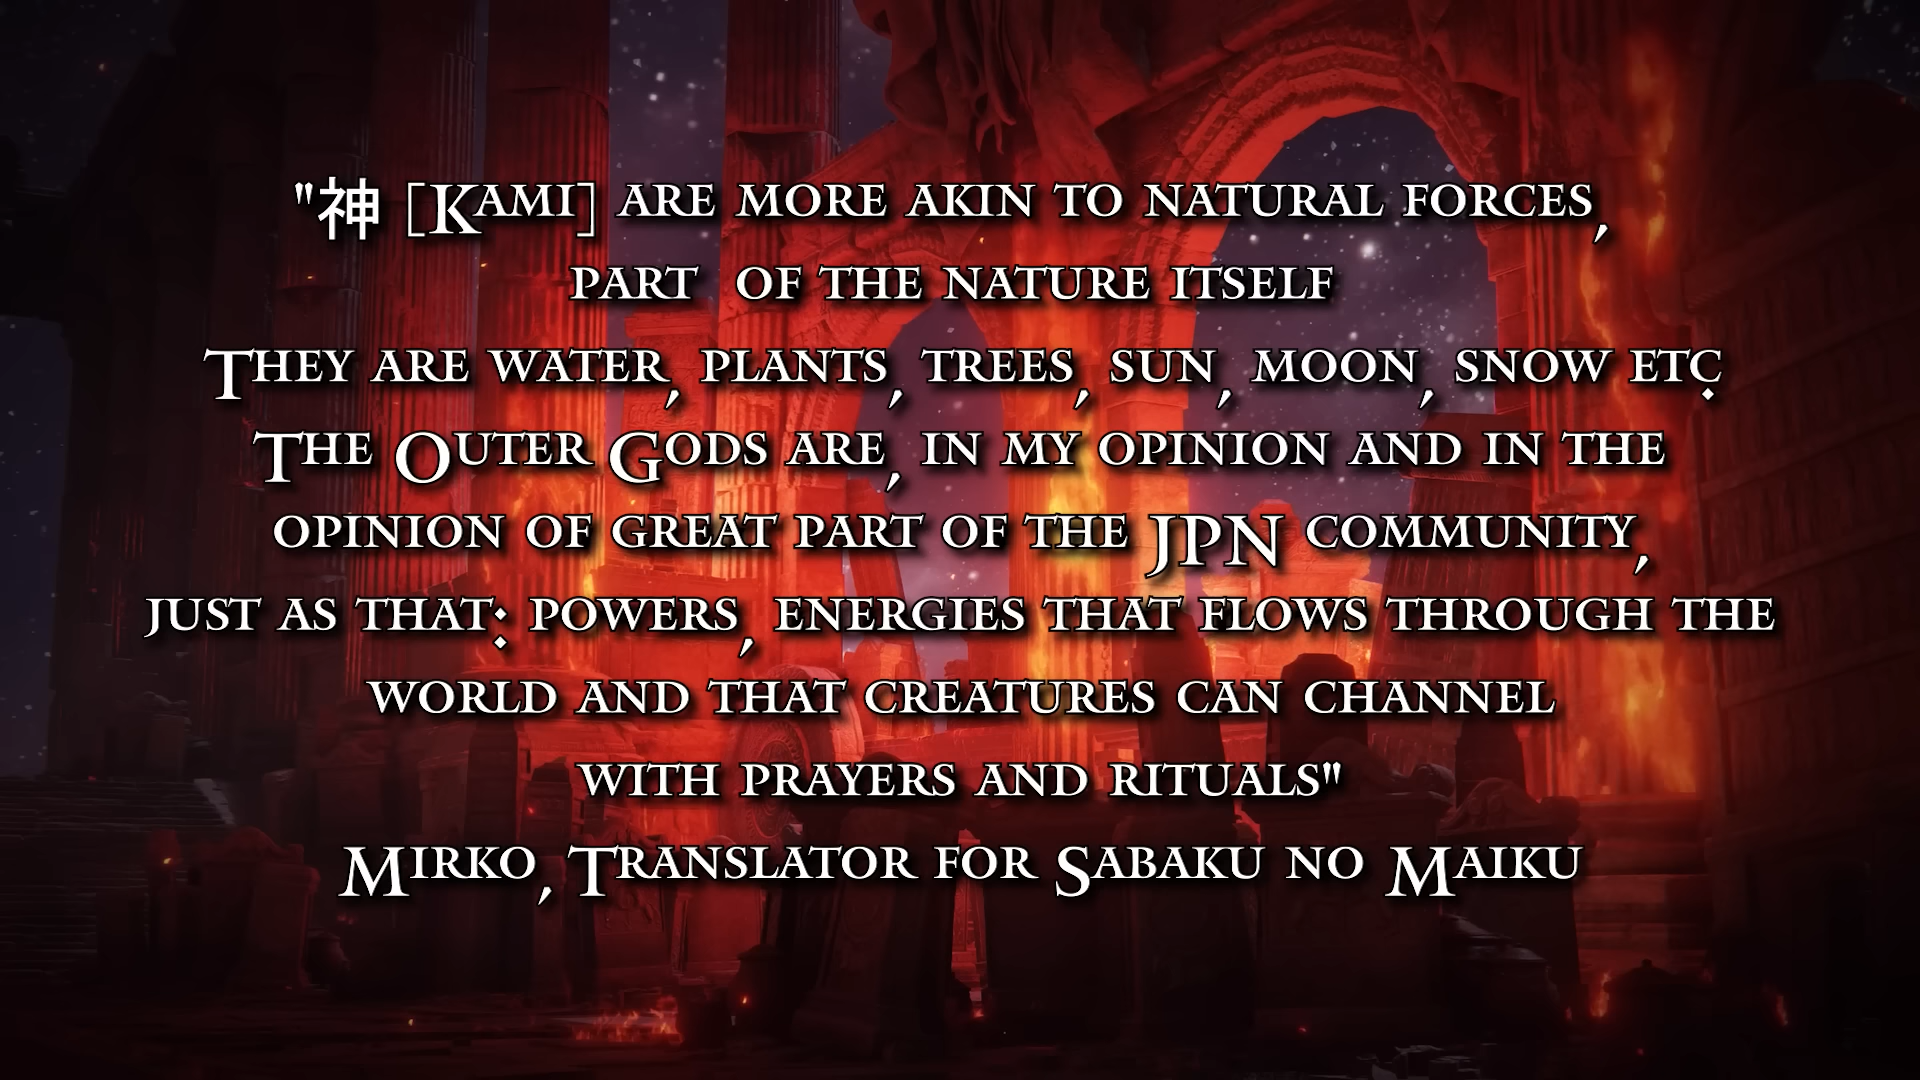 "神 [Kami] are more akin to natural forces,
part of the nature itself
They are water, plants, trees, sun, moon, snow etc.
The Outer Gods are, in my opinion and in the
opinion of great part of the JPN community,
just as that: powers, energies that flows through the
world and that creatures can channel
with prayers and rituals"
Mirko, Translator for Sabaku no Maiku